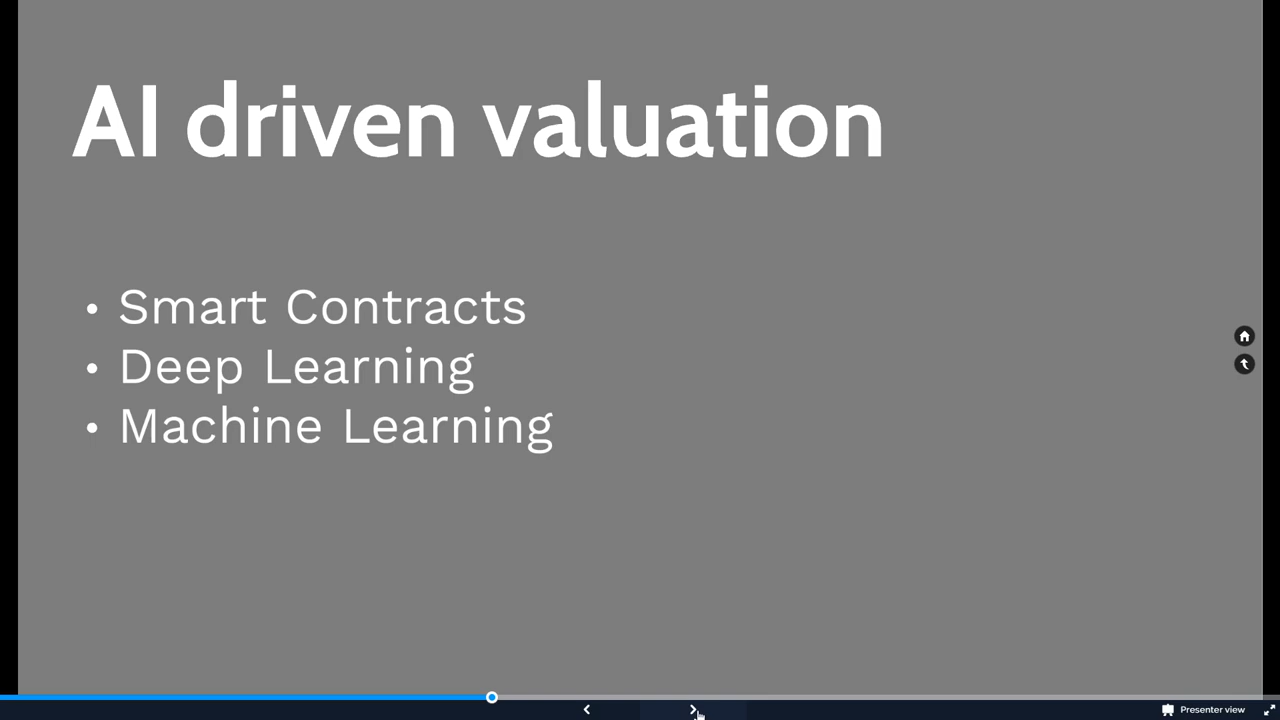 AI driven valuation
• Smart Contracts
• Deep Learning
• Machine Learning
Presenter view